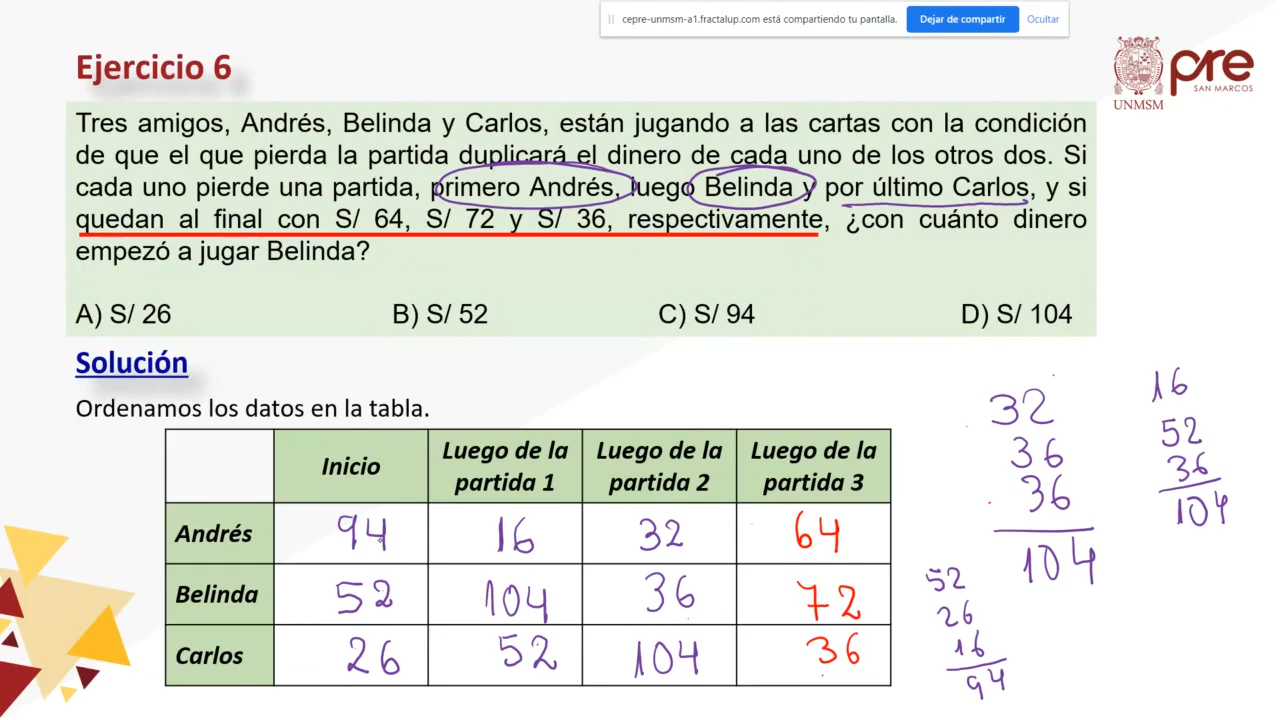 cepre-unmsm-a1.fractalup.com está compartiendo tu pantalla. Dejar de compartir Ocultar
Ejercicio 6
UNMSM
pre
SAN MARCOS
Tres amigos, Andrés, Belinda y Carlos, están jugando a las cartas con la condición
de que el que pierda la partida duplicará el dinero de cada uno de los otros dos. Si
cada uno pierde una partida, primero Andrés, luego Belinda y por último Carlos, y si
quedan al final con S/ 64, S/ 72 y S/ 36, respectivamente, ¿con cuánto dinero
empezó a jugar Belinda?
A) S/ 26 B) S/ 52 C) S/ 94 D) S/ 104
Solución
Ordenamos los datos en la tabla.
Inicio Luego de la partida 1 Luego de la partida 2 Luego de la partida 3
Andrés 94 16 32 64
Belinda 52 104 36 72
Carlos 26 52 104 36
32
36
36
104
16
52
36
104
52
26
16
94